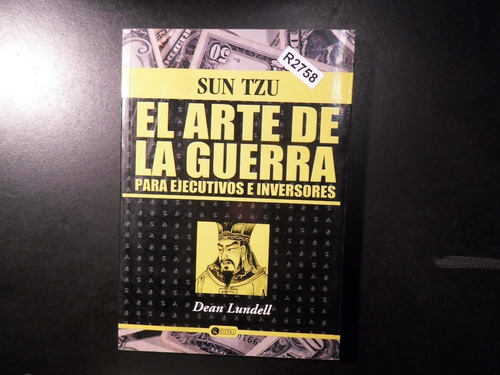 R2758
SUN TZU
EL ARTE DE
LA GUERRA
PARA EJECUTIVOS E INVERSORES
Dean Lundell